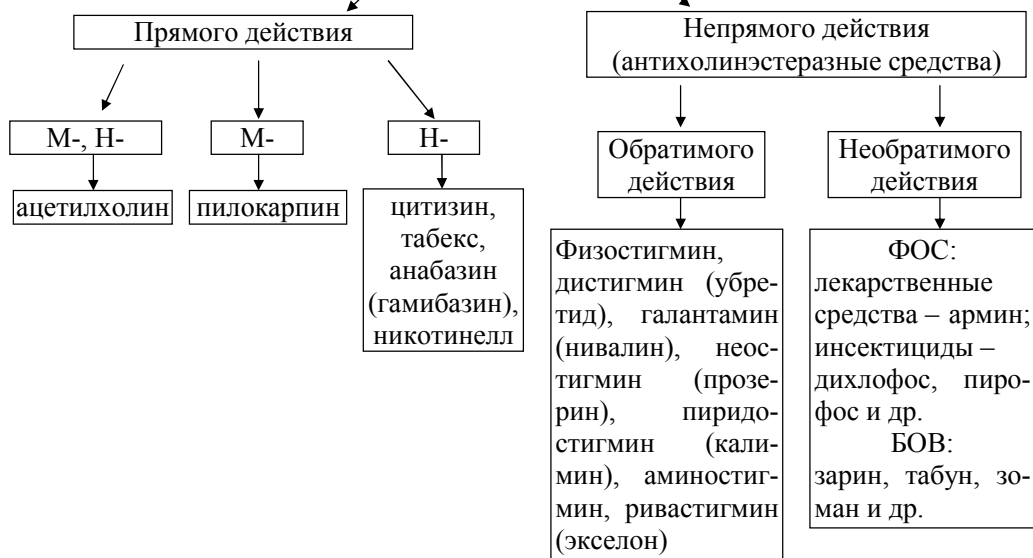 Прямого действия
Непрямого действия
(антихолинэстеразные средства)
М-, Н-
М-
Н-
Обратимого
действия
Необратимого
действия
ацетилхолин
пилокарпин
цитизин,
табекс,
анабазин
(гамибазин),
никотинелл
Физостигмин,
дистигмин (убре-
тид), галантамин
(нивалин), неос-
тигмин (прозе-
рин), пиридо-
стигмин (кали-
мин), аминостиг-
мин, ривастигмин
(экселон)
ФОС:
лекарственные
средства – армин;
инсектициды –
дихлофос, пиро-
фос и др.
БОВ:
зарин, табун, зо-
ман и др.